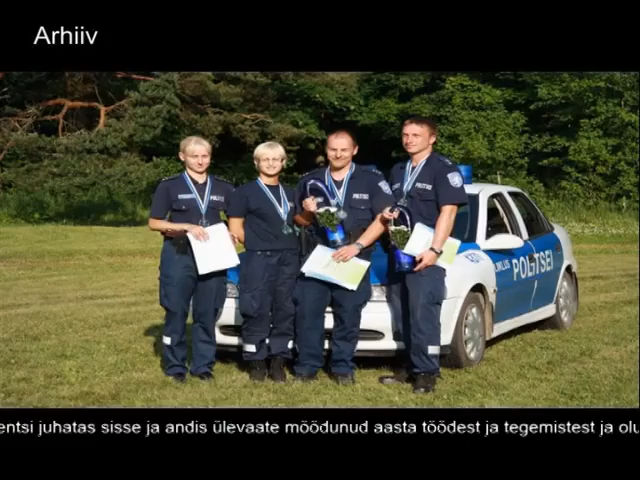 Arhiiv
POLITSEI
entsi juhatas sisse ja andis ülevaate möödunud aasta töödest ja tegemistest ja olu